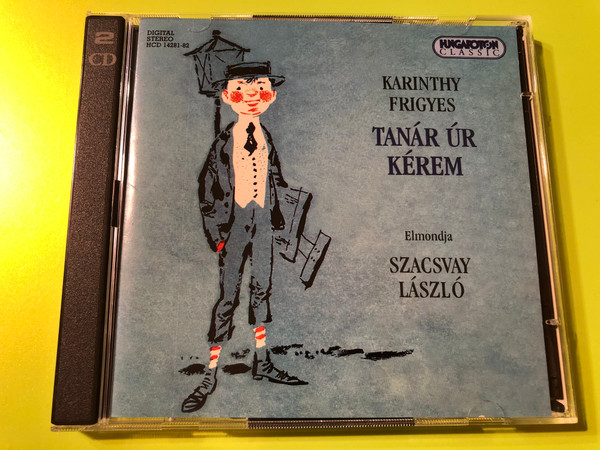 2
CD
DIGITAL
STEREO
HCD 14281-82
HUNGAROTON
CLASSIC
KARINTHY
FRIGYES
TANÁR ÚR
KÉREM
Elmondja
SZACSVAY
LÁSZLÓ